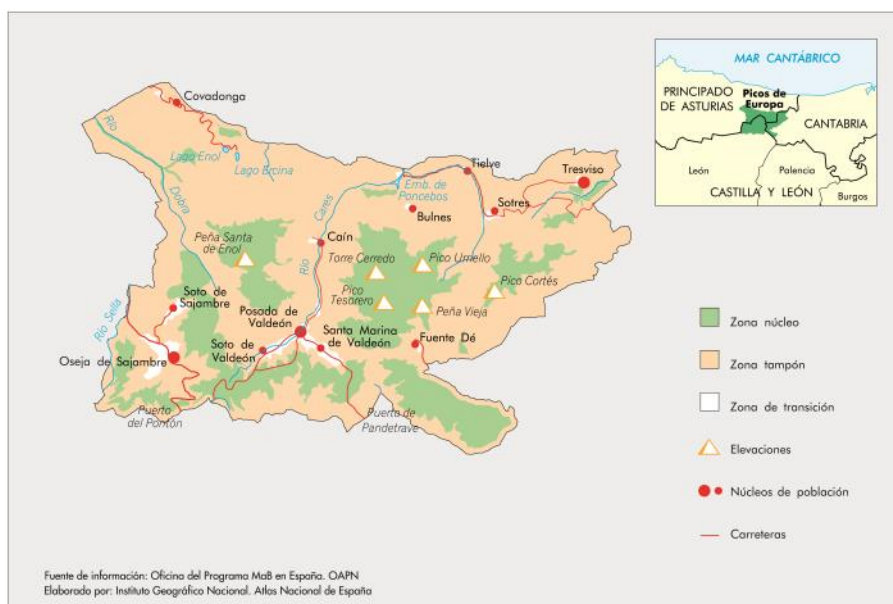 Covadonga
Río
Dobra
Lago Enol
Lago Ercina
Río
Cares
Emb. de
Poncebos
Tielve
Tresviso
Sotres
Bulnes
Caín
Peña Santa
de Enol
Torre Cerredo
Pico Urriello
Pico Cortés
Pico
Tesorero
Peña Vieja
Río Sella
Soto de
Sajambre
Posada de
Valdeón
Oseja de Sajambre
Soto de
Valdeón
Santa Marina
de Valdeón
Fuente Dé
Puerto
del Pontón
Puerto de
Pandetrave
MAR CANTÁBRICO
PRINCIPADO
DE ASTURIAS
Picos de
Europa
CANTABRIA
León
Palencia
CASTILLA Y LEÓN
Burgos
Zona núcleo
Zona tampón
Zona de transición
Elevaciones
Núcleos de población
Carreteras
Fuente de información: Oficina del Programa MaB en España. OAPN
Elaborado por: Instituto Geográfico Nacional. Atlas Nacional de España